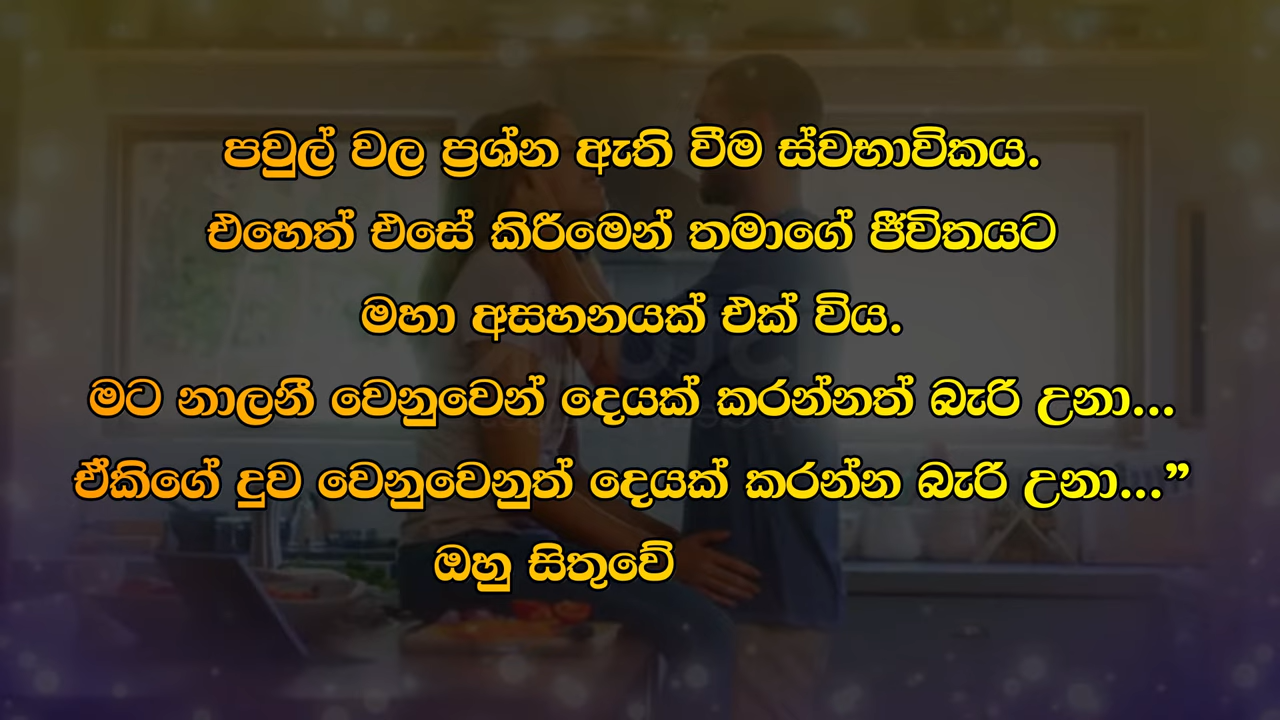 පවුල් වල ප්‍රශ්න ඇති වීම ස්වභාවිකය.
එහෙත් එසේ කිරීමෙන් තමාගේ ජීවිතයට
මහා අසහනයක් එක් විය.
මට නාලනී වෙනුවෙන් දෙයක් කරන්නත් බැරි උනා...
ඒකිගේ දුව වෙනුවෙනුත් දෙයක් කරන්න බැරි උනා...”
ඔහු සිතුවේ